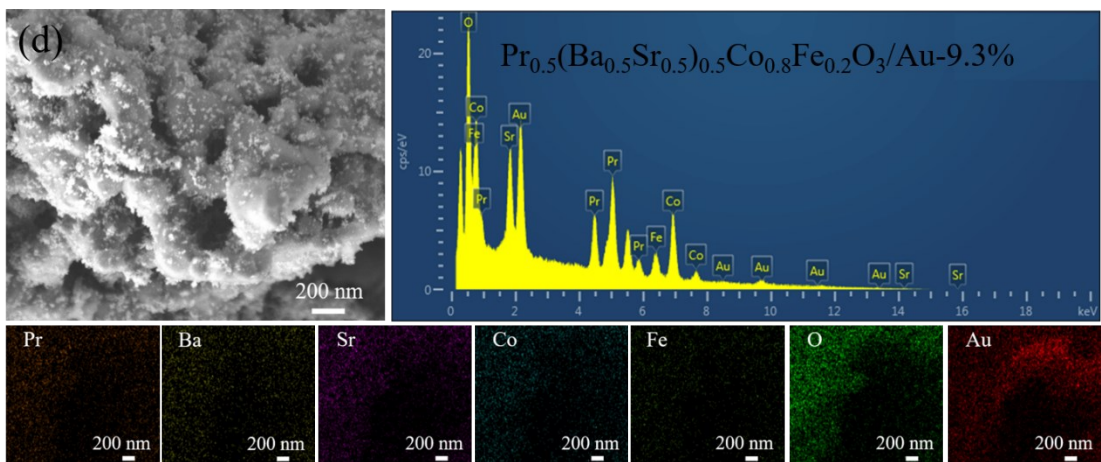 (d)
200 nm
Pr0.5(Ba0.5Sr0.5)0.5Co0.8Fe0.2O3/Au-9.3%
cps/eV
20
10
0
O
Co
Fe
Pr
Sr
Au
Pr
Pr
Pr
Fe
Co
Co
Au
Au
Au
Au
Sr
Sr
0 2 4 6 8 10 12 14 16 18 keV
Pr
200 nm
Ba
200 nm
Sr
200 nm
Co
200 nm
Fe
200 nm
O
200 nm
Au
200 nm